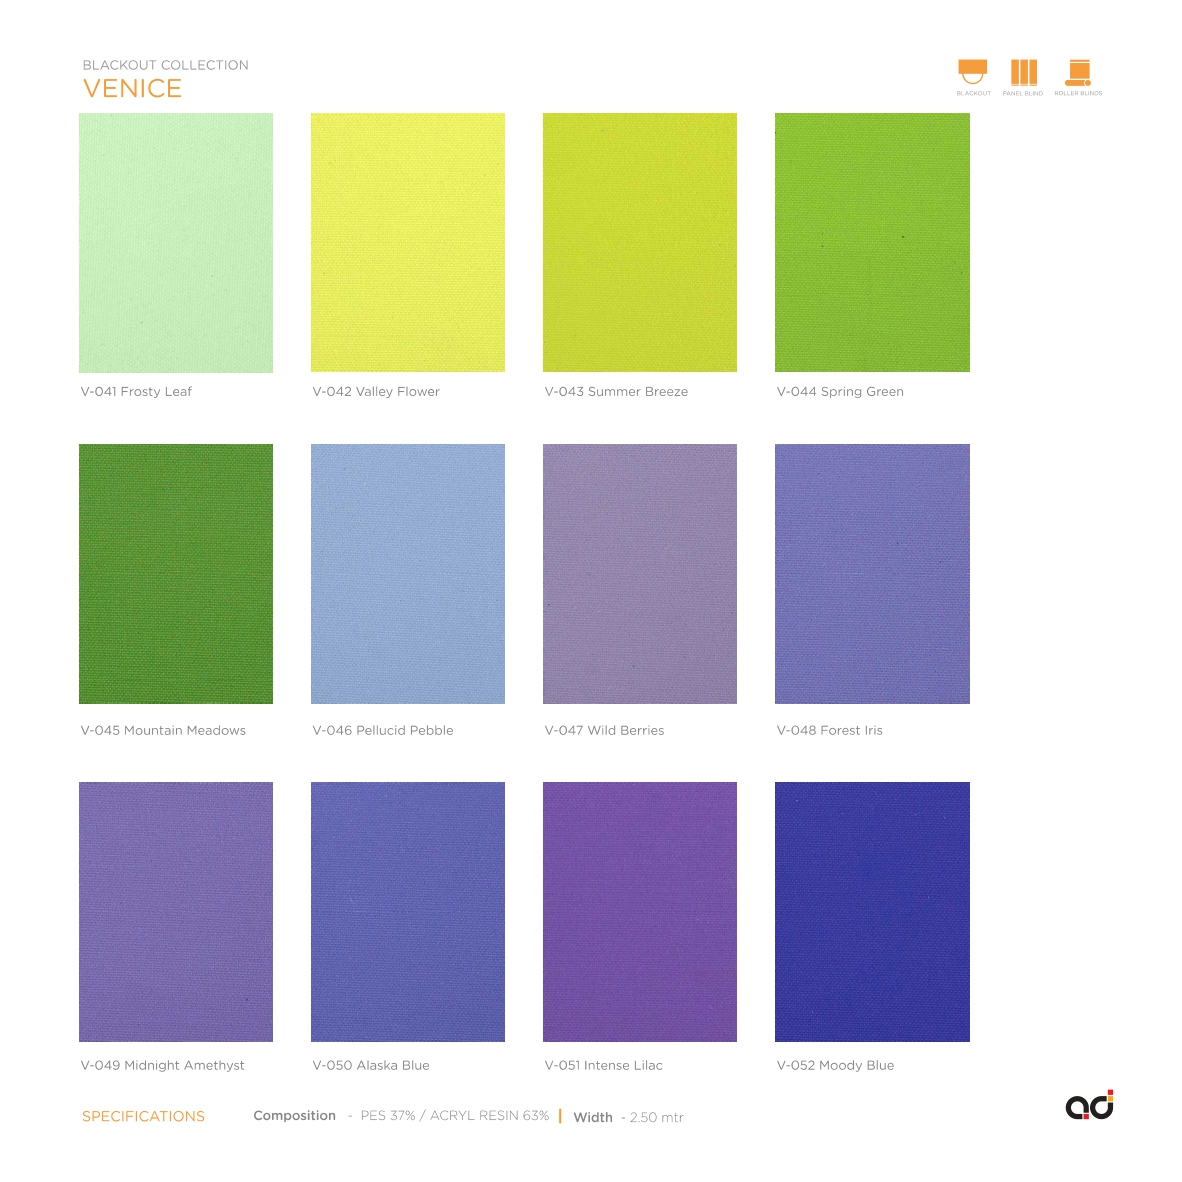 BLACKOUT COLLECTION
VENICE
BLACKOUT PANEL BLIND ROLLER BLINDS
V-041 Frosty Leaf V-042 Valley Flower V-043 Summer Breeze V-044 Spring Green
V-045 Mountain Meadows V-046 Pellucid Pebble V-047 Wild Berries V-048 Forest Iris
V-049 Midnight Amethyst V-050 Alaska Blue V-051 Intense Lilac V-052 Moody Blue
SPECIFICATIONS Composition - PES 37% / ACRYL RESIN 63% | Width - 2.50 mtr
adi